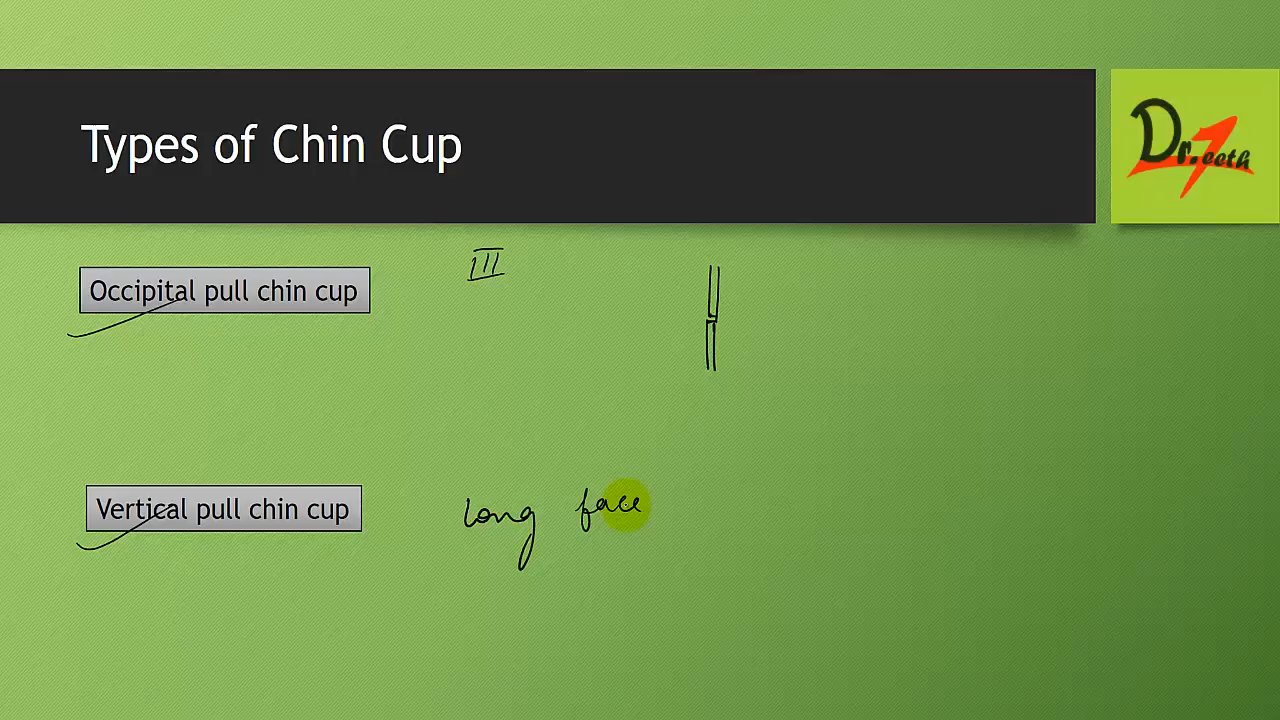 Types of Chin Cup
Dr. Teeth
Occipital pull chin cup
III
Vertical pull chin cup
long face